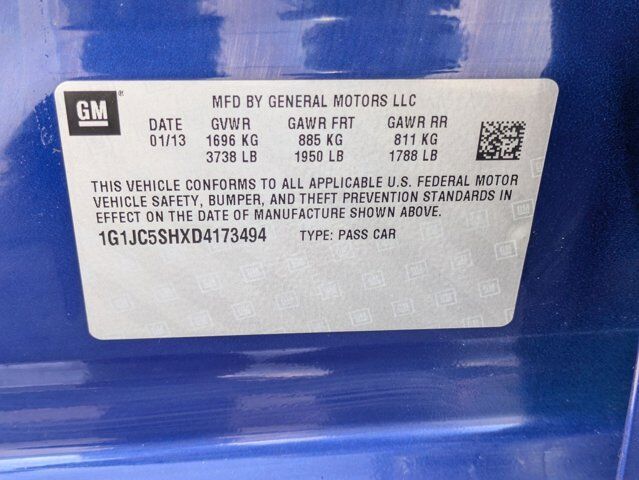 GM®
MFD BY GENERAL MOTORS LLC
DATE GVWR GAWR FRT GAWR RR
01/13 1696 KG 885 KG 811 KG
3738 LB 1950 LB 1788 LB
THIS VEHICLE CONFORMS TO ALL APPLICABLE U.S. FEDERAL MOTOR
VEHICLE SAFETY, BUMPER, AND THEFT PREVENTION STANDARDS IN
EFFECT ON THE DATE OF MANUFACTURE SHOWN ABOVE.
1G1JC5SHXD4173494 TYPE: PASS CAR